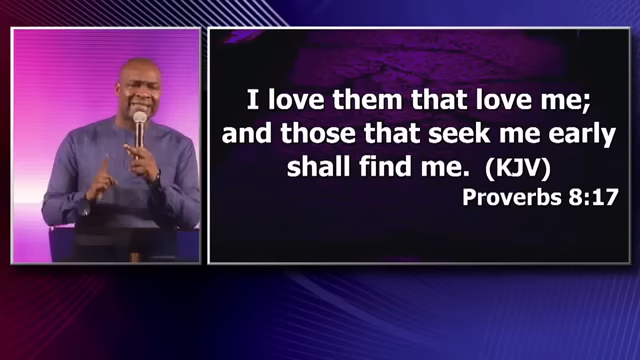 I love them that love me;
and those that seek me early
shall find me. (KJV)
Proverbs 8:17